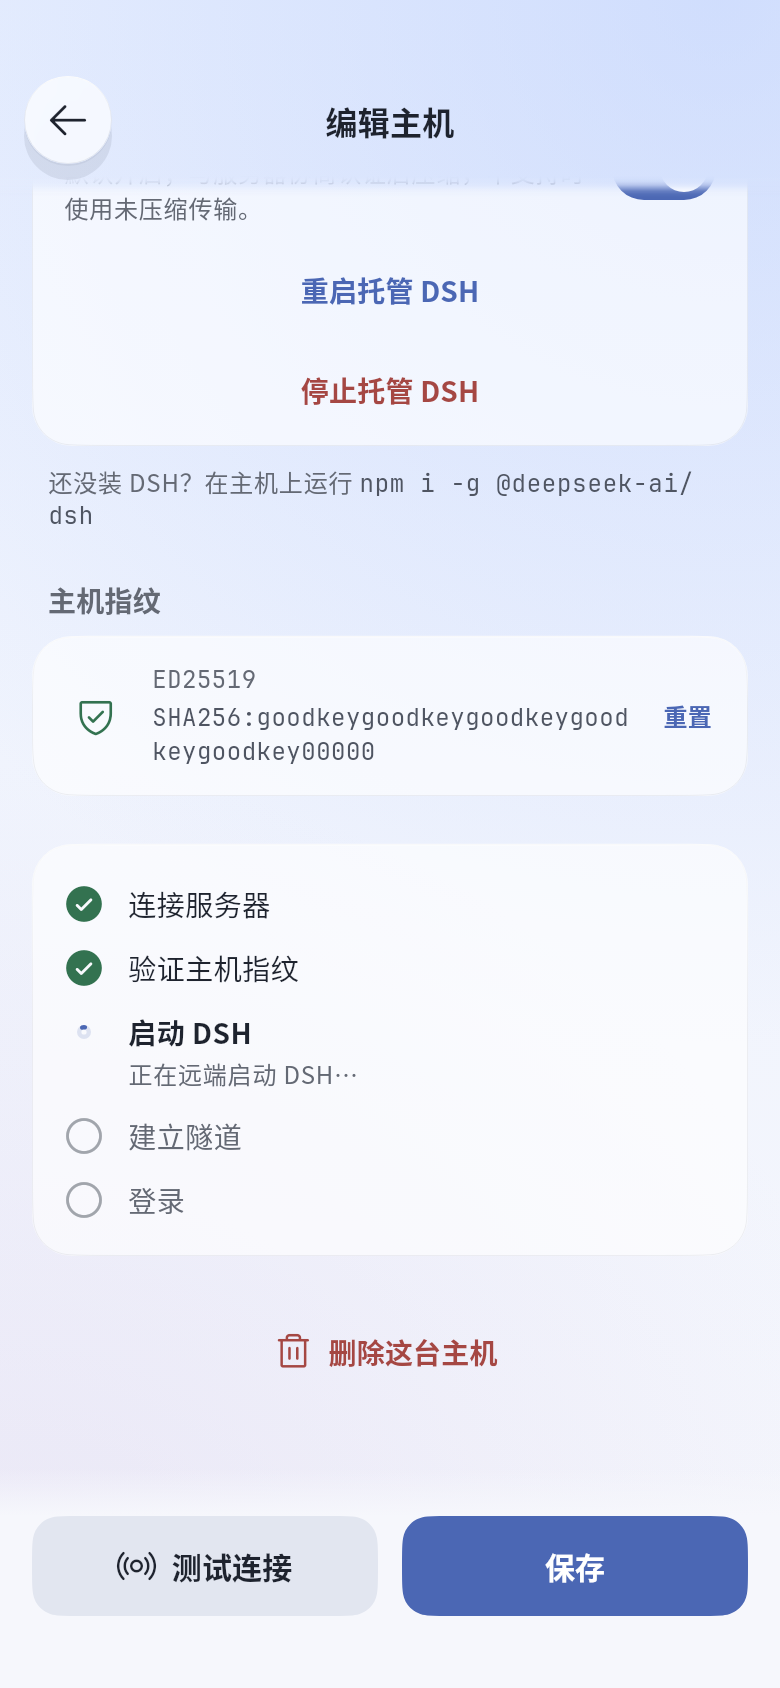 编辑主机
使用未压缩传输。
重启托管 DSH
停止托管 DSH
还没装 DSH？在主机上运行 npm i -g @deepseek-ai/
dsh
主机指纹
ED25519
SHA256:goodkeygoodkeygoodkeygood
keygoodkey00000
重置
连接服务器
验证主机指纹
启动 DSH
正在远端启动 DSH…
建立隧道
登录
删除这台主机
测试连接
保存